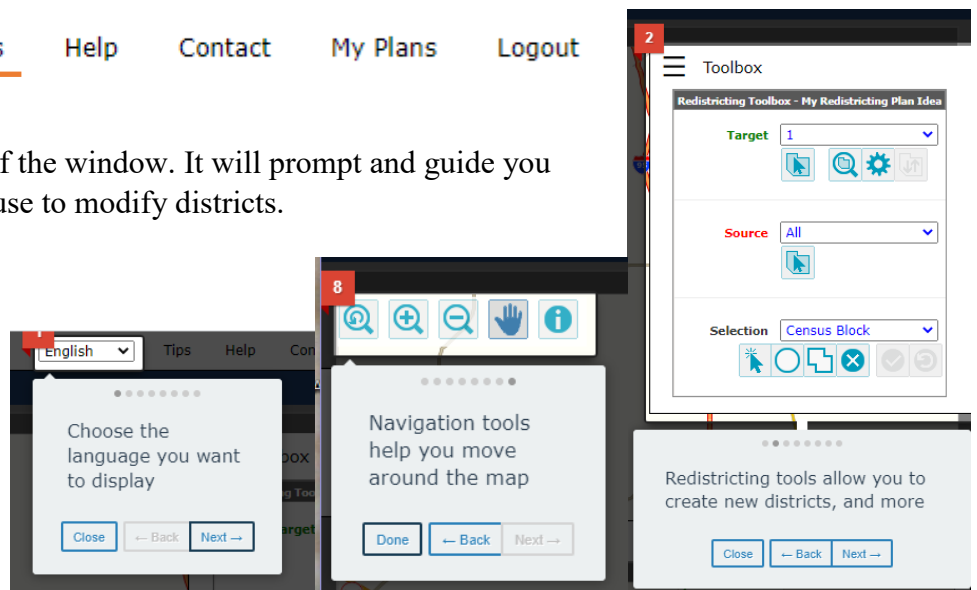 s Help Contact My Plans Logout
f the window. It will prompt and guide you
use to modify districts.
2
Toolbox
Redistricting Toolbox - My Redistricting Plan Idea
Target 1
Source All
Selection Census Block
Redistricting tools allow you to
create new districts, and more
Close ← Back Next →
8
Navigation tools
help you move
around the map
Done ← Back Next →
English Tips Help Con
Choose the
language you want
to display
Close ← Back Next →
box
g Too
arget